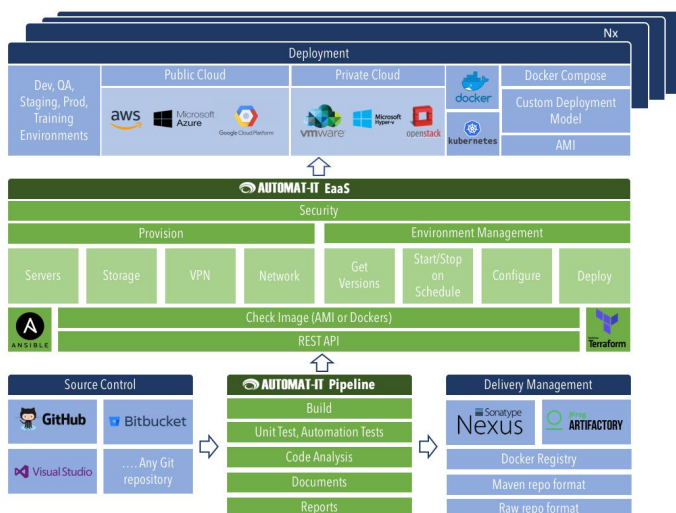 Nx
Deployment
Dev, QA,
Staging, Prod,
Training
Environments
Public Cloud
aws
Microsoft
Azure
Google Cloud Platform
Private Cloud
vmware
Microsoft
Hyper-v
openstack
docker
kubernetes
Docker Compose
Custom Deployment
Model
AMI
AUTOMAT-IT EaaS
Security
Provision
Environment Management
Servers
Storage
VPN
Network
Get
Versions
Start/Stop
on
Schedule
Configure
Deploy
A
ANSIBLE
Check Image (AMI or Dockers)
REST API
Terraform
Source Control
GitHub
Bitbucket
Visual Studio
....Any Git
repository
AUTOMAT-IT Pipeline
Build
Unit Test, Automation Tests
Code Analysis
Documents
Reports
Delivery Management
Sonatype
Nexus
JFrog
ARTIFACTORY
Docker Registry
Maven repo format
Raw repo format